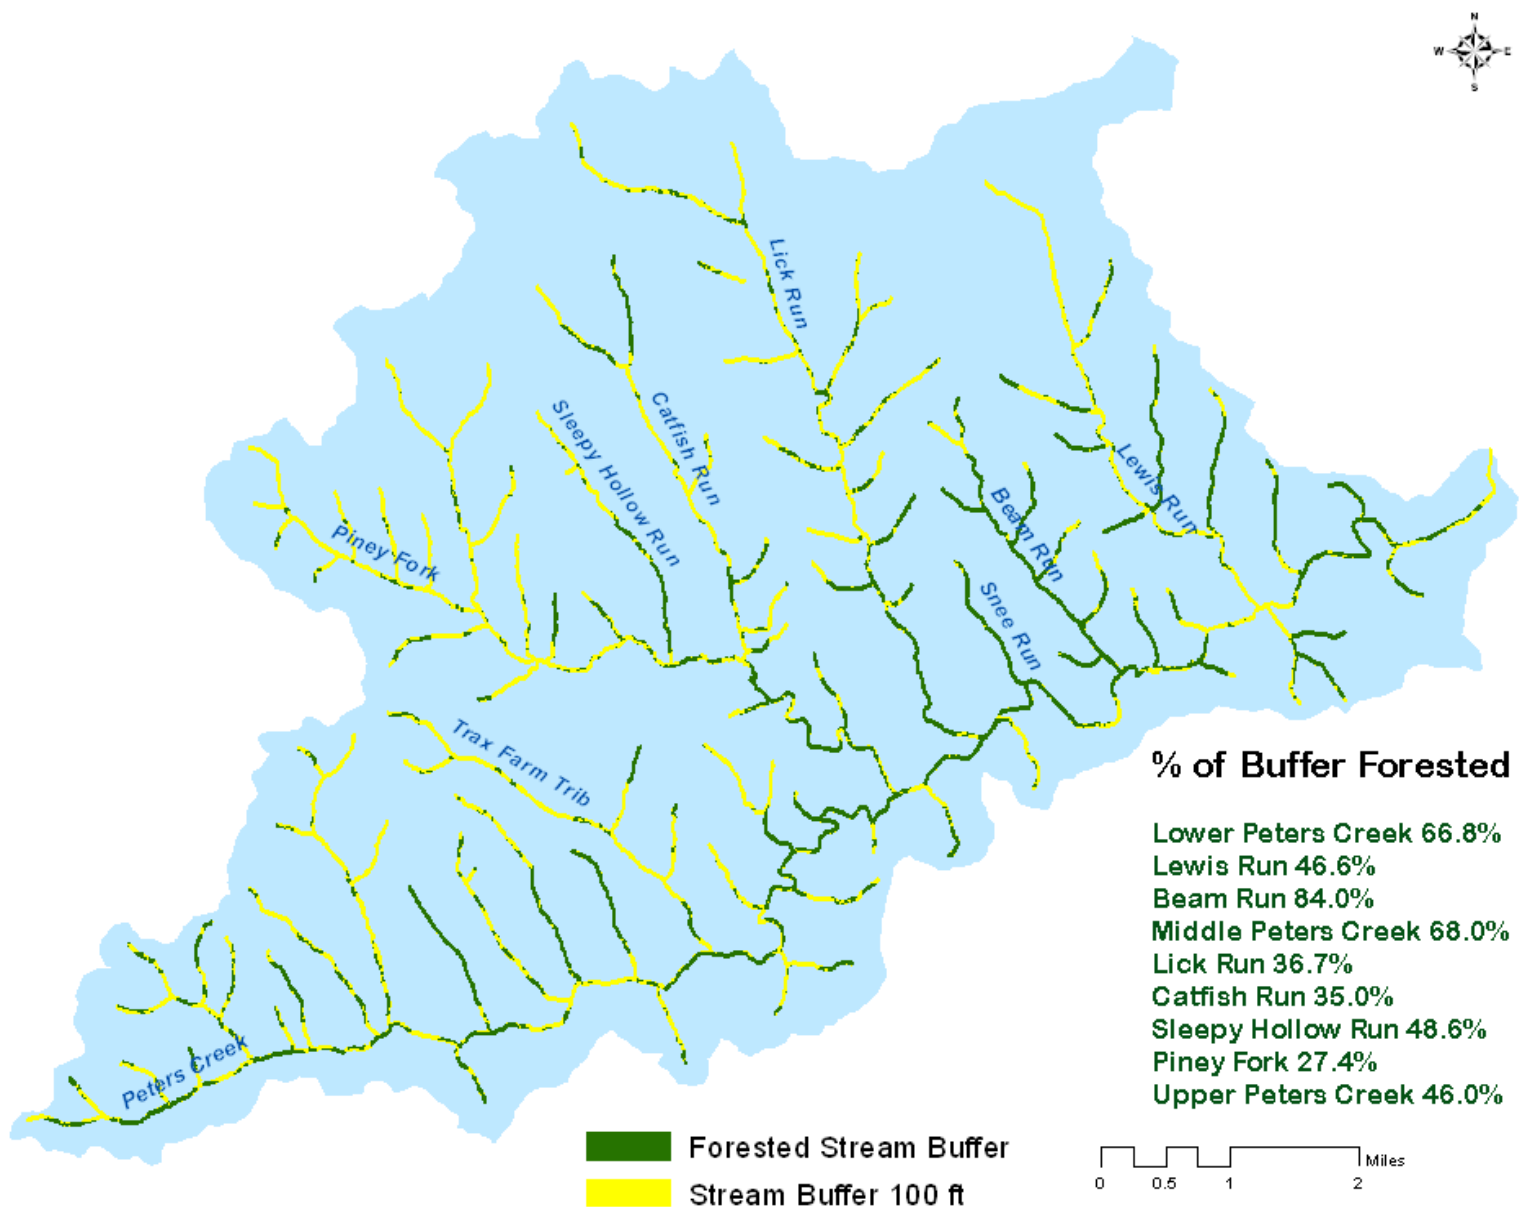 N
W E
S
Lick Run
Catfish Run
Sleepy Hollow Run
Lewis Run
Beam Run
Piney Fork
Snee Run
Trax Farm Trib
Peters Creek
% of Buffer Forested
Lower Peters Creek 66.8%
Lewis Run 46.6%
Beam Run 84.0%
Middle Peters Creek 68.0%
Lick Run 36.7%
Catfish Run 35.0%
Sleepy Hollow Run 48.6%
Piney Fork 27.4%
Upper Peters Creek 46.0%
Forested Stream Buffer
Stream Buffer 100 ft
Miles
0 0.5 1 2